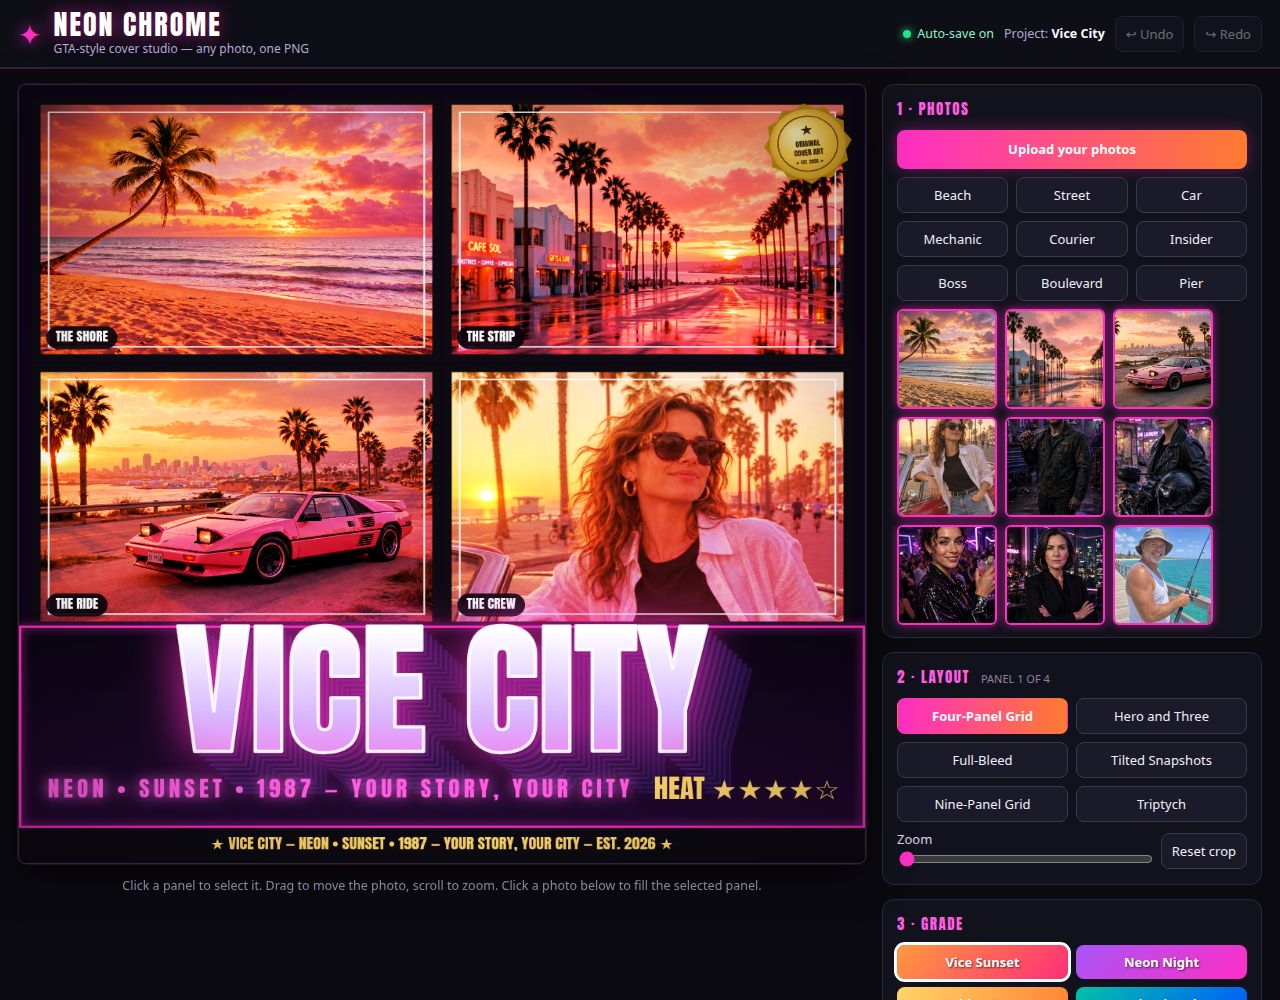 NEON CHROME
GTA-style cover studio — any photo, one PNG
Auto-save on
Project: Vice City
↩ Undo
↪ Redo
ORIGINAL
COVER ART
★ EST. 2026 ★
CAFE SOL
THE SHORE
THE STRIP
THE RIDE
THE CREW
VICE CITY
NEON • SUNSET • 1987 — YOUR STORY, YOUR CITY
HEAT ★★★★☆
★ VICE CITY — NEON • SUNSET • 1987 — YOUR STORY, YOUR CITY — EST. 2026 ★
Click a panel to select it. Drag to move the photo, scroll to zoom. Click a photo below to fill the selected panel.
1 · PHOTOS
Upload your photos
Beach
Street
Car
Mechanic
Courier
Insider
Boss
Boulevard
Pier
2 · LAYOUT
PANEL 1 OF 4
Four-Panel Grid
Hero and Three
Full-Bleed
Tilted Snapshots
Nine-Panel Grid
Triptych
Zoom
Reset crop
3 · GRADE
Vice Sunset
Neon Night